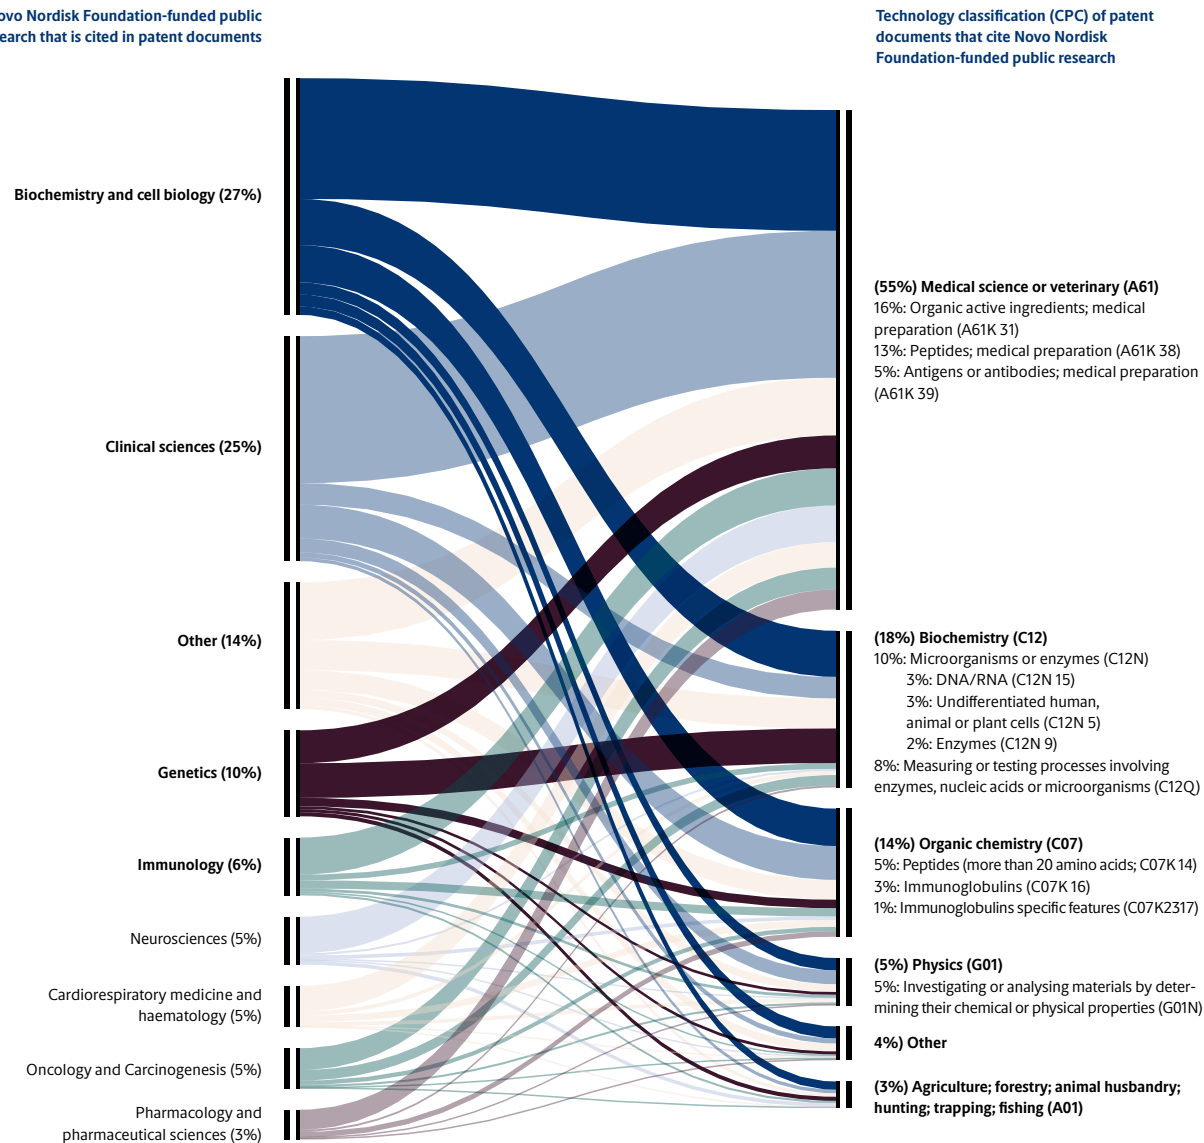 ovo Nordisk Foundation-funded public
earch that is cited in patent documents
Technology classification (CPC) of patent
documents that cite Novo Nordisk
Foundation-funded public research
Biochemistry and cell biology (27%)
Clinical sciences (25%)
Other (14%)
Genetics (10%)
Immunology (6%)
Neurosciences (5%)
Cardiorespiratory medicine and
haematology (5%)
Oncology and Carcinogenesis (5%)
Pharmacology and
pharmaceutical sciences (3%)
(55%) Medical science or veterinary (A61)
16%: Organic active ingredients; medical
preparation (A61K 31)
13%: Peptides; medical preparation (A61K 38)
5%: Antigens or antibodies; medical preparation
(A61K 39)
(18%) Biochemistry (C12)
10%: Microorganisms or enzymes (C12N)
3%: DNA/RNA (C12N 15)
3%: Undifferentiated human,
animal or plant cells (C12N 5)
2%: Enzymes (C12N 9)
8%: Measuring or testing processes involving
enzymes, nucleic acids or microorganisms (C12Q)
(14%) Organic chemistry (C07)
5%: Peptides (more than 20 amino acids; C07K 14)
3%: Immunoglobulins (C07K 16)
1%: Immunoglobulins specific features (C07K2317)
(5%) Physics (G01)
5%: Investigating or analysing materials by deter-
mining their chemical or physical properties (G01N)
4%) Other
(3%) Agriculture; forestry; animal husbandry;
hunting; trapping; fishing (A01)